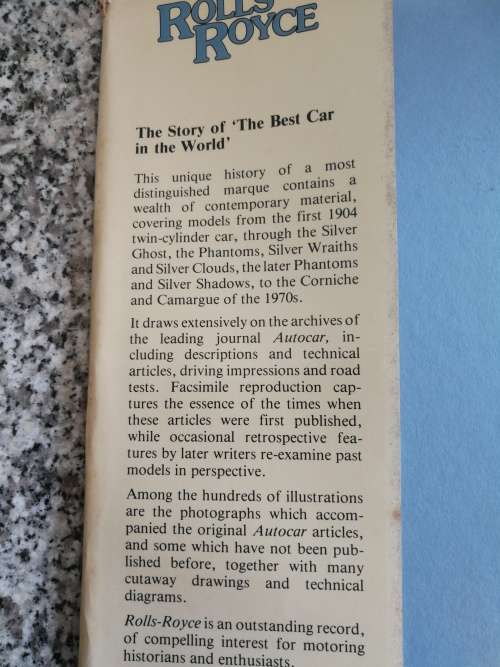 ROLLS
ROYCE
The Story of 'The Best Car
in the World'
This unique history of a most
distinguished marque contains a
wealth of contemporary material,
covering models from the first 1904
twin-cylinder car, through the Silver
Ghost, the Phantoms, Silver Wraiths
and Silver Clouds, the later Phantoms
and Silver Shadows, to the Corniche
and Camargue of the 1970s.
It draws extensively on the archives of
the leading journal Autocar, in-
cluding descriptions and technical
articles, driving impressions and road
tests. Facsimile reproduction cap-
tures the essence of the times when
these articles were first published,
while occasional retrospective fea-
tures by later writers re-examine past
models in perspective.
Among the hundreds of illustrations
are the photographs which accom-
panied the original Autocar articles,
and some which have not been pub-
lished before, together with many
cutaway drawings and technical
diagrams.
Rolls-Royce is an outstanding record,
of compelling interest for motoring
historians and enthusiasts.